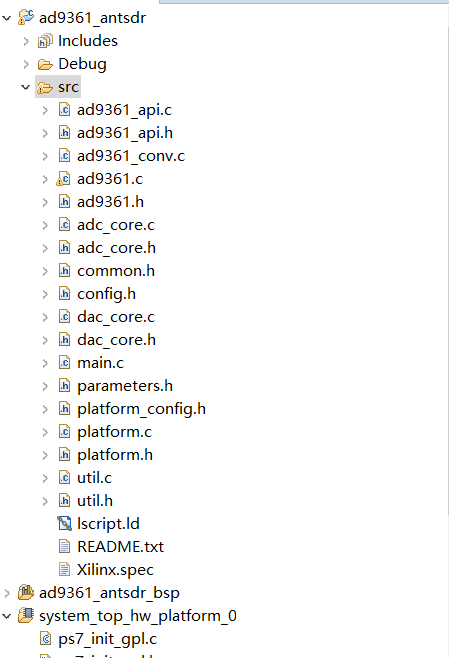 ad9361_antsdr
Includes
Debug
src
ad9361_api.c
ad9361_api.h
ad9361_conv.c
ad9361.c
ad9361.h
adc_core.c
adc_core.h
common.h
config.h
dac_core.c
dac_core.h
main.c
parameters.h
platform_config.h
platform.c
platform.h
util.c
util.h
lscript.ld
README.txt
Xilinx.spec
ad9361_antsdr_bsp
system_top_hw_platform_0
ps7_init_gpl.c